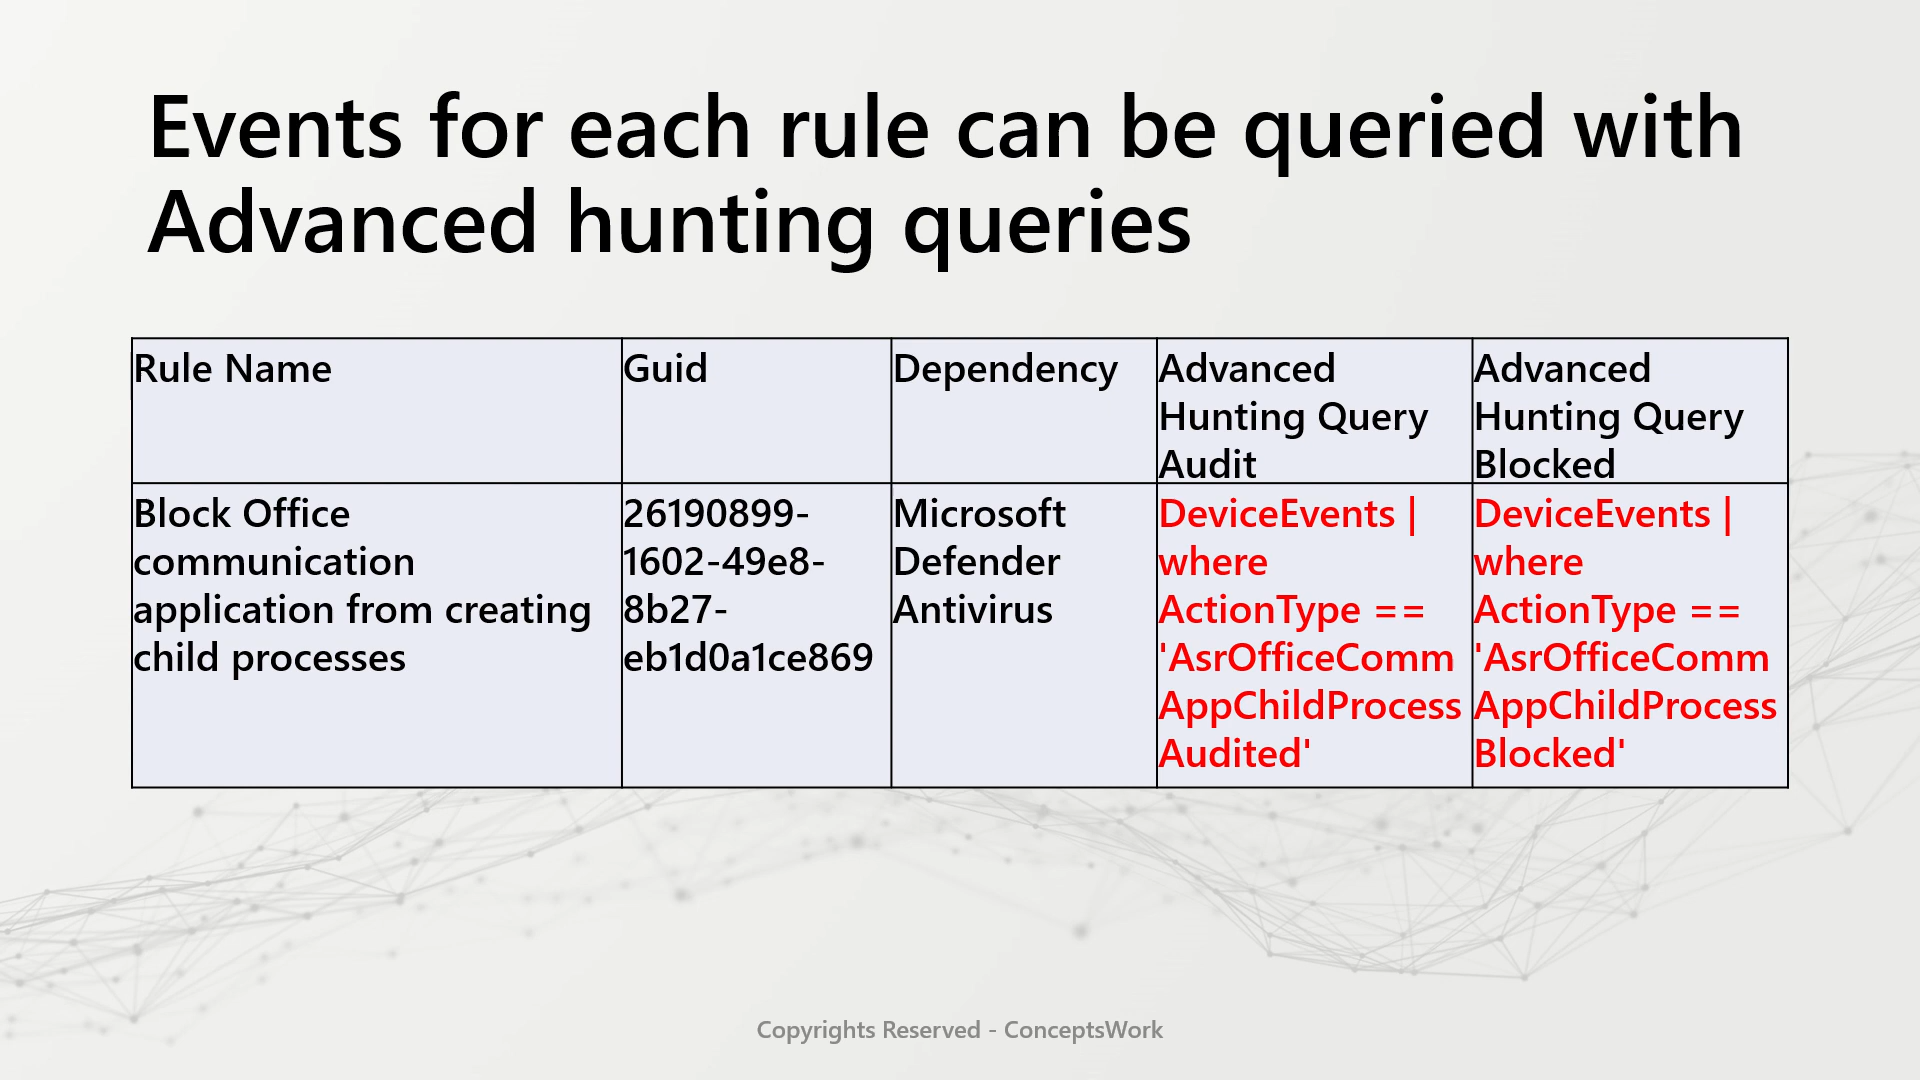 Events for each rule can be queried with
Advanced hunting queries
Rule Name
Guid
Dependency
Advanced
Hunting Query
Audit
Advanced
Hunting Query
Blocked
Block Office
communication
application from creating
child processes
26190899-
1602-49e8-
8b27-
eb1d0a1ce869
Microsoft
Defender
Antivirus
DeviceEvents |
where
ActionType ==
'AsrOfficeComm
AppChildProcess
Audited'
DeviceEvents |
where
ActionType ==
'AsrOfficeComm
AppChildProcess
Blocked'
Copyrights Reserved - ConceptsWork